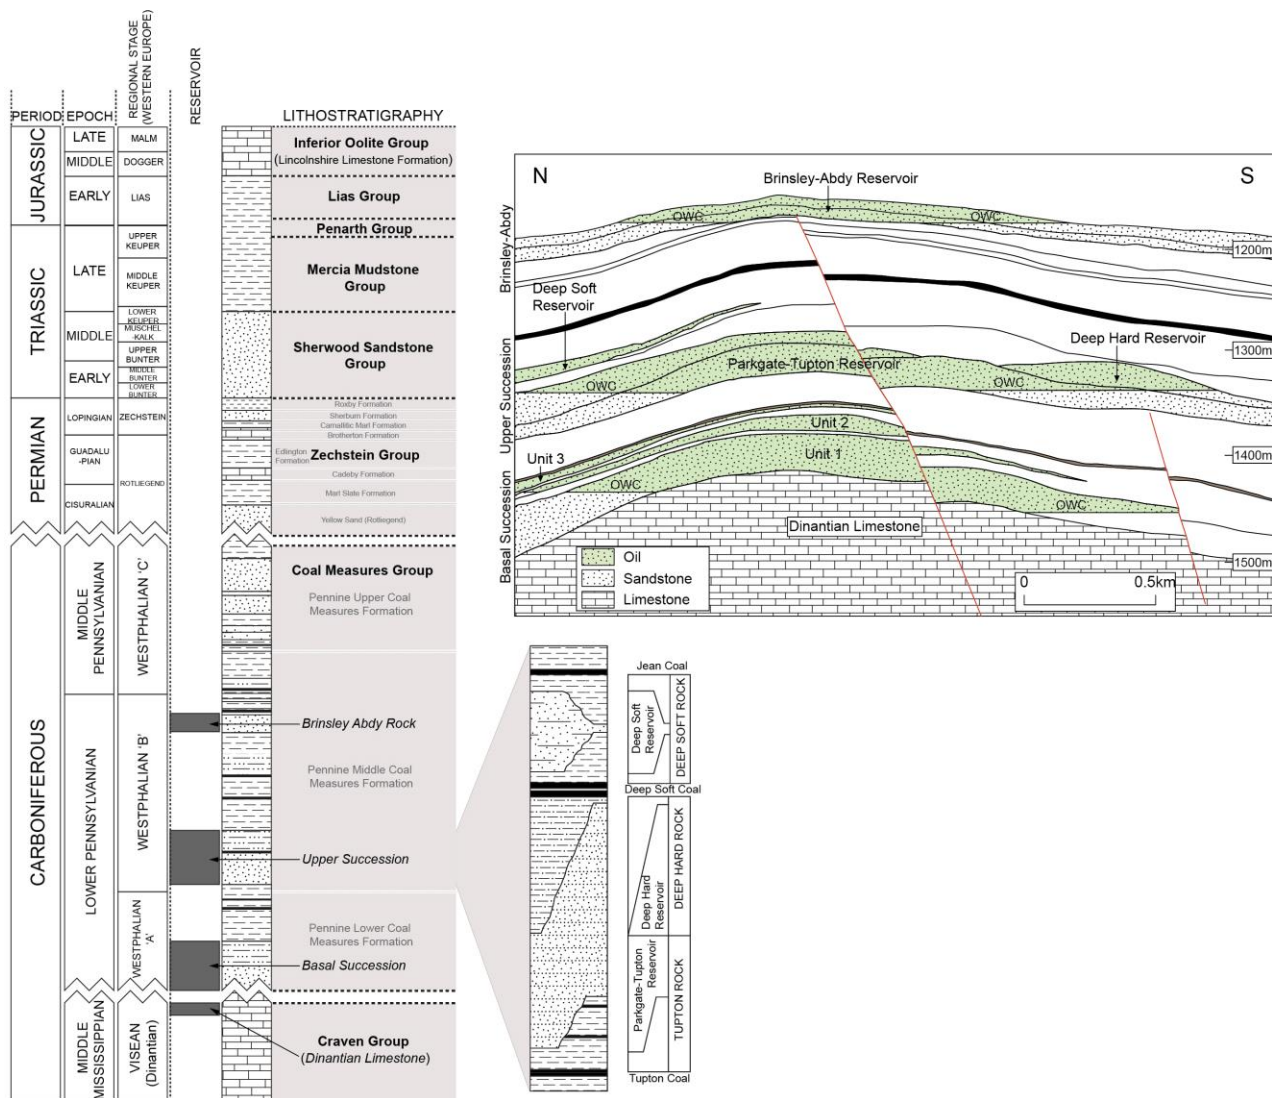 PERIOD
EPOCH
REGIONAL STAGE
(WESTERN EUROPE)
RESERVOIR
LITHOSTRATIGRAPHY
JURASSIC
LATE
MIDDLE
EARLY
MALM
DOGGER
LIAS
Inferior Oolite Group
(Lincolnshire Limestone Formation)
Lias Group
Penarth Group
TRIASSIC
LATE
MIDDLE
EARLY
UPPER
KEUPER
MIDDLE
KEUPER
LOWER
KEUPER
MUSCHEL
-KALK
UPPER
BUNTER
MIDDLE
BUNTER
LOWER
BUNTER
Mercia Mudstone
Group
Sherwood Sandstone
Group
PERMIAN
LOPINGIAN
GUADALU
-PIAN
CISURALIAN
ZECHSTEIN
ROTLIEGEND
Roxby Formation
Sherburn Formation
Carnallitic Marl Formation
Brotherton Formation
Edlington
Formation
Zechstein Group
Cadeby Formation
Marl Slate Formation
Yellow Sand (Rotliegend)
CARBONIFEROUS
MIDDLE
PENNSYLVANIAN
LOWER PENNSYLVANIAN
MIDDLE
MISSISSIPPIAN
WESTPHALIAN 'C'
WESTPHALIAN 'B'
WESTPHALIAN
'A'
VISEAN
(Dinantian)
Coal Measures Group
Pennine Upper Coal
Measures Formation
Brinsley Abdy Rock
Pennine Middle Coal
Measures Formation
Upper Succession
Pennine Lower Coal
Measures Formation
Basal Succession
Craven Group
(Dinantian Limestone)
N
S
Brinsley-Abdy Reservoir
OWC
OWC
Brinsley-Abdy
Upper Succession
Basal Succession
1200m
1300m
1400m
1500m
Deep Soft
Reservoir
Deep Hard Reservoir
Parkgate-Tupton Reservoir
OWC
OWC
Unit 2
Unit 1
Unit 3
OWC
OWC
Dinantian Limestone
Oil
Sandstone
Limestone
0
0.5km
Jean Coal
Deep Soft
Reservoir
DEEP SOFT ROCK
Deep Soft Coal
Deep Hard
Reservoir
DEEP HARD ROCK
Parkgate-Tupton
Reservoir
TUPTON ROCK
Tupton Coal